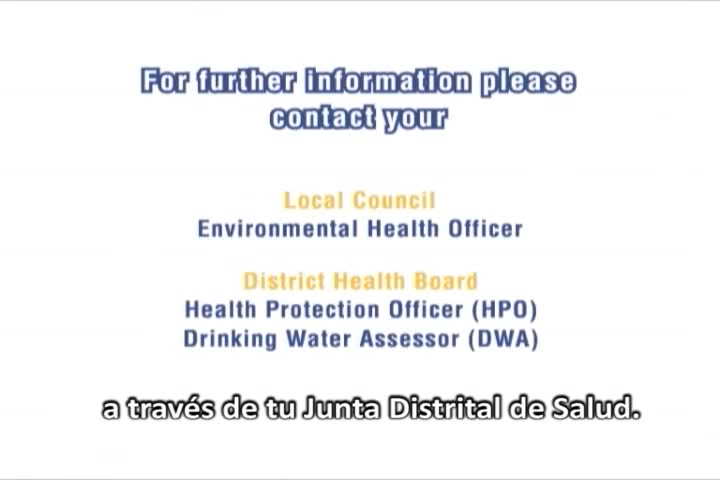 For further information please
contact your
Local Council
Environmental Health Officer
District Health Board
Health Protection Officer (HPO)
Drinking Water Assessor (DWA)
a través de tu Junta Distrital de Salud.